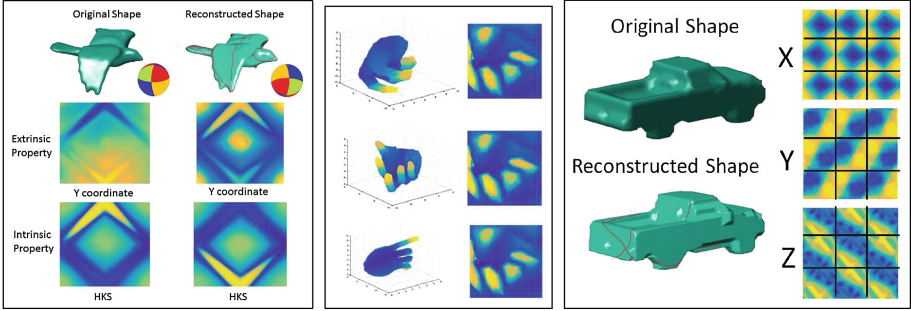 Original Shape
Reconstructed Shape
Extrinsic
Property
Y coordinate
Y coordinate
Intrinsic
Property
HKS
HKS
Original Shape
Reconstructed Shape
X
Y
Z